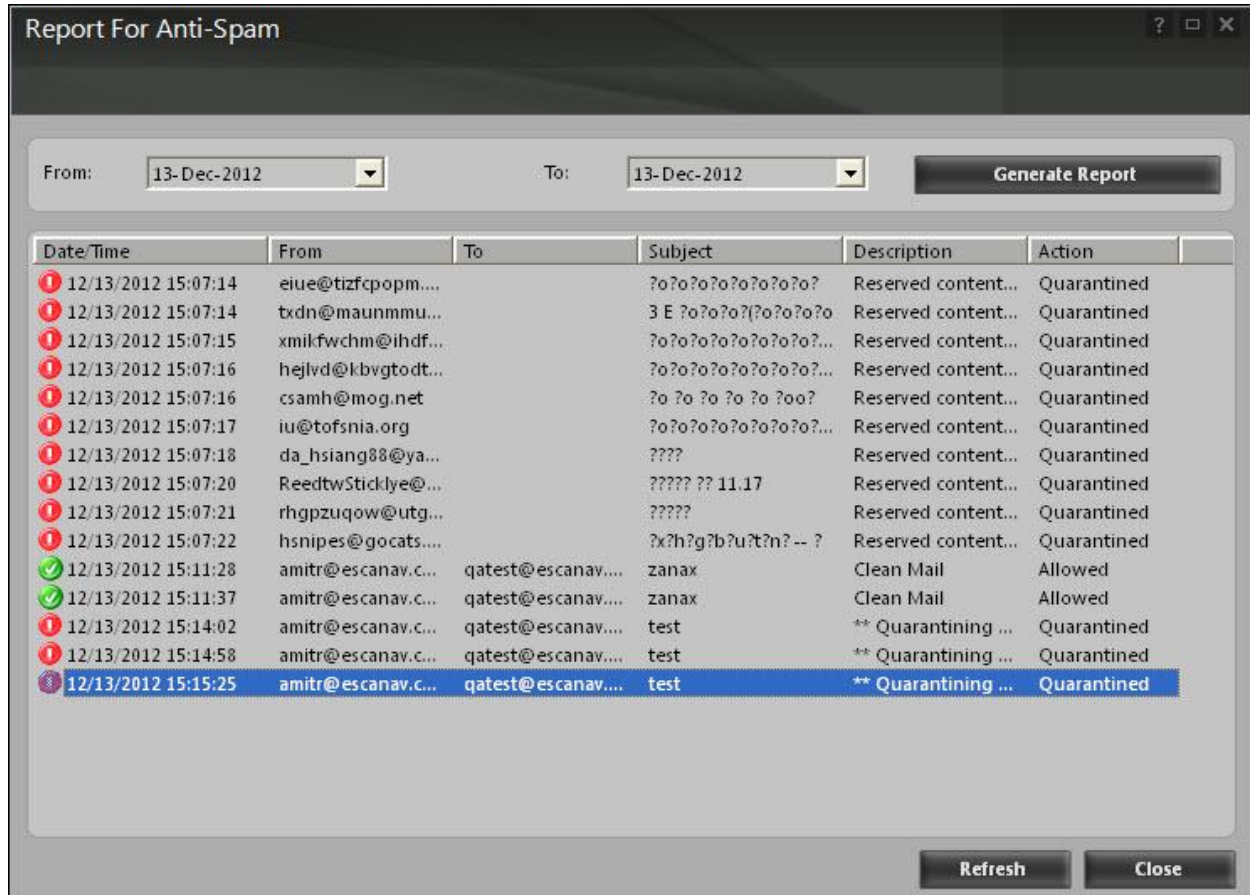 Report For Anti-Spam
From: 13-Dec-2012 To: 13-Dec-2012 Generate Report
Date/Time From To Subject Description Action
12/13/2012 15:07:14 eiue@tizfcpopm.... ?o?o?o?o?o?o?o?o? Reserved content... Quarantined
12/13/2012 15:07:14 txdn@maunmmu... 3 E ?o?o?o?(?o?o?o?o Reserved content... Quarantined
12/13/2012 15:07:15 xmikfwchm@ihdf... ?o?o?o?o?o?o?o?... Reserved content... Quarantined
12/13/2012 15:07:16 hejlvd@kbvgtodt... ?o?o?o?o?o?o?o?... Reserved content... Quarantined
12/13/2012 15:07:16 csamh@mog.net ?o ?o ?o ?o ?o ?oo? Reserved content... Quarantined
12/13/2012 15:07:17 iu@tofsnia.org ?o?o?o?o?o?o?o?... Reserved content... Quarantined
12/13/2012 15:07:18 da_hsiang88@ya... ???? Reserved content... Quarantined
12/13/2012 15:07:20 ReedtwSticklye@... ????? ?? 11.17 Reserved content... Quarantined
12/13/2012 15:07:21 rhgpzuqow@utg... ????? Reserved content... Quarantined
12/13/2012 15:07:22 hsnipes@gocats.... ?x?h?g?b?u?t?n? -- ? Reserved content... Quarantined
12/13/2012 15:11:28 amitr@escanav.c... qatest@escanav.... zanax Clean Mail Allowed
12/13/2012 15:11:37 amitr@escanav.c... qatest@escanav.... zanax Clean Mail Allowed
12/13/2012 15:14:02 amitr@escanav.c... qatest@escanav.... test ** Quarantining ... Quarantined
12/13/2012 15:14:58 amitr@escanav.c... qatest@escanav.... test ** Quarantining ... Quarantined
12/13/2012 15:15:25 amitr@escanav.c... qatest@escanav.... test ** Quarantining ... Quarantined
Refresh Close